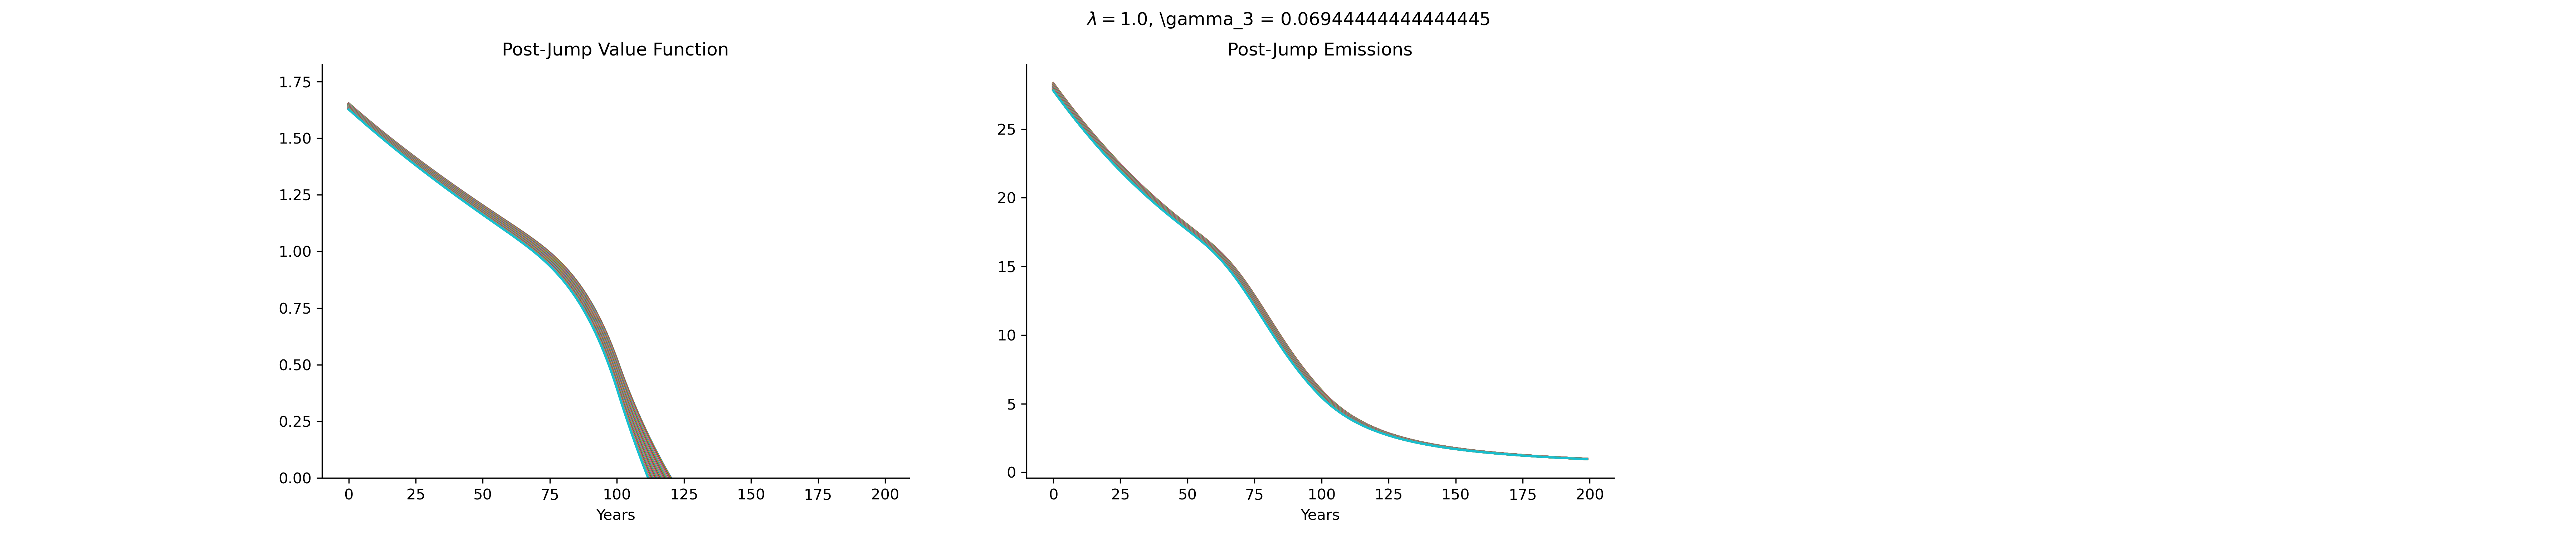 λ = 1.0, \gamma_3 = 0.06944444444444445
Post-Jump Value Function
1.75
1.50
1.25
1.00
0.75
0.50
0.25
0.00
0 25 50 75 100 125 150 175 200
Years
Post-Jump Emissions
25
20
15
10
5
0
0 25 50 75 100 125 150 175 200
Years